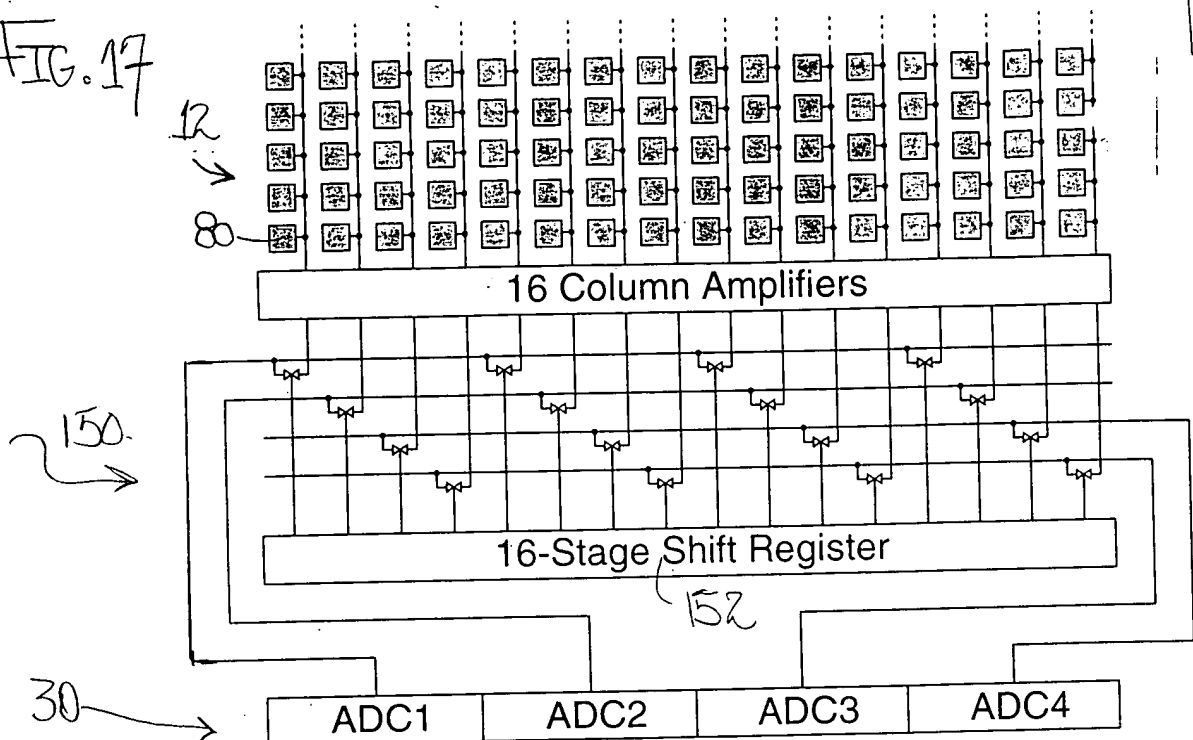 FIG. 17
12
80
16 Column Amplifiers
150.
16-Stage Shift Register
152
30
ADC1 ADC2 ADC3 ADC4